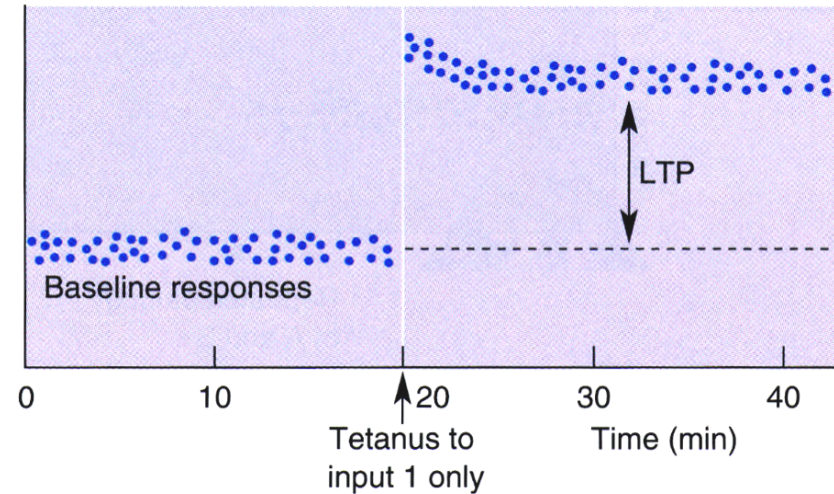 LTP
Baseline responses
0 10 20 30 40
Tetanus to
input 1 only
Time (min)